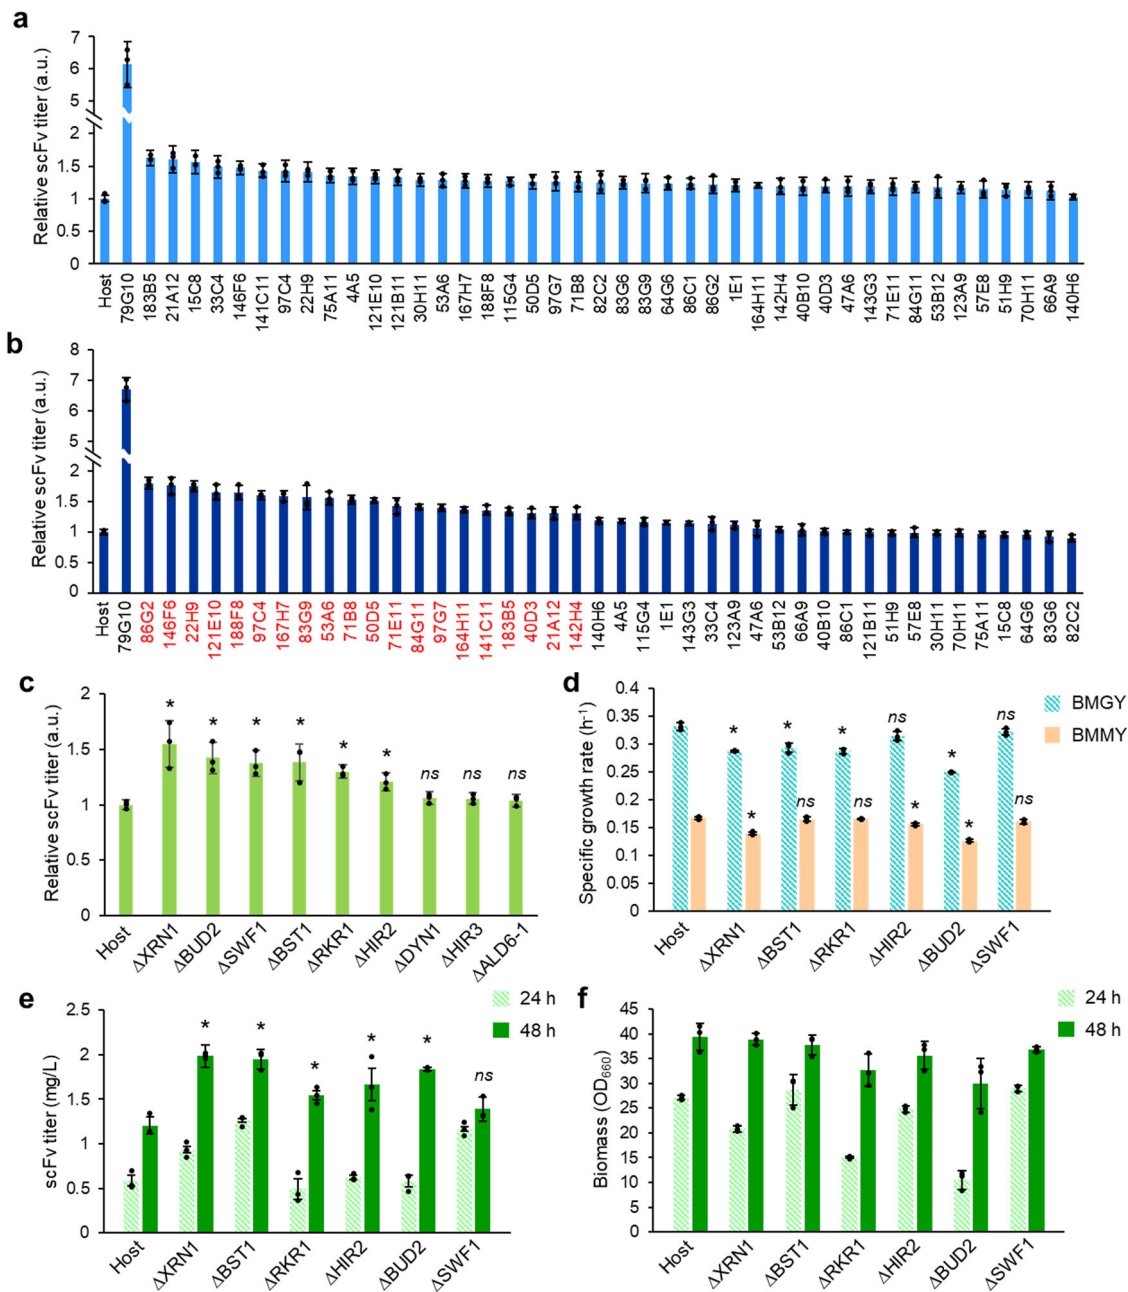 a
Relative scFv titer (a.u.)
7
6
5
2
1.5
1
0.5
0
Host 79G10 183B5 21A12 15C8 33C4 146F6 141C11 97C4 22H9 75A11 4A5 121E10 121B11 30H11 53A6 167H7 188F8 115G4 50D5 97G7 71B8 82C2 83G6 83G9 64G6 86C1 86G2 1E1 164H11 142H4 40B10 40D3 47A6 143G3 71E11 84G11 53B12 123A9 57E8 51H9 70H11 66A9 140H6
b
Relative scFv titer (a.u.)
8
7
6
5
2
1.5
1
0.5
0
Host 79G10 86G2 146F6 22H9 121E10 188F8 97C4 167H7 83G9 53A6 71B8 50D5 71E11 84G11 97G7 164H11 141C11 183B5 40D3 21A12 142H4 140H6 4A5 115G4 1E1 143G3 33C4 123A9 47A6 53B12 66A9 40B10 86C1 121B11 51H9 57E8 30H11 70H11 75A11 15C8 64G6 83G6 82C2
c
Relative scFv titer (a.u.)
2
1.5
1
0.5
0
* * * * * * ns ns ns
Host ΔXRN1 ΔBUD2 ΔSWF1 ΔBST1 ΔRKR1 ΔHIR2 ΔDYN1 ΔHIR3 ΔALD6-1
d
Specific growth rate (h⁻¹)
0.4
0.35
0.3
0.25
0.2
0.15
0.1
0.05
0
BMGY
BMMY
* * * ns * ns
* ns ns * * ns
Host ΔXRN1 ΔBST1 ΔRKR1 ΔHIR2 ΔBUD2 ΔSWF1
e
scFv titer (mg/L)
2.5
2
1.5
1
0.5
0
24 h
48 h
* * * * * ns
Host ΔXRN1 ΔBST1 ΔRKR1 ΔHIR2 ΔBUD2 ΔSWF1
f
Biomass (OD₆₆₀)
45
40
35
30
25
20
15
10
5
0
24 h
48 h
Host ΔXRN1 ΔBST1 ΔRKR1 ΔHIR2 ΔBUD2 ΔSWF1